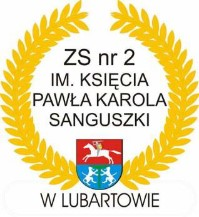 ZS nr 2
IM. KSIĘCIA
PAWŁA KAROLA
SANGUSZKI
W LUBARTOWIE